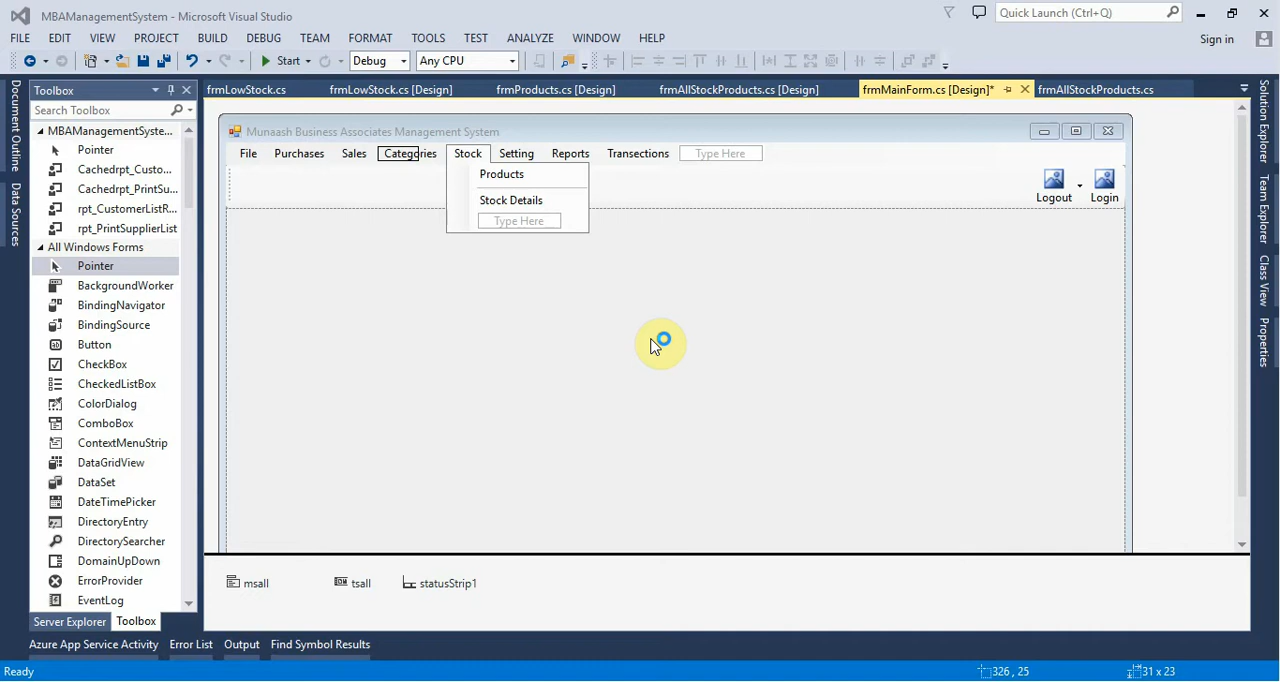 MBAManagementSystem - Microsoft Visual Studio
Quick Launch (Ctrl+Q)
FILE EDIT VIEW PROJECT BUILD DEBUG TEAM FORMAT TOOLS TEST ANALYZE WINDOW HELP
Sign in
Start Debug Any CPU
Toolbox
frmLowStock.cs frmLowStock.cs [Design] frmProducts.cs [Design] frmAllStockProducts.cs [Design] frmMainForm.cs [Design]* frmAllStockProducts.cs
Search Toolbox
MBAManagementSyste...
Pointer
Cachedrpt_Custo...
Cachedrpt_PrintSu...
rpt_CustomerListR...
rpt_PrintSupplierList
All Windows Forms
Pointer
BackgroundWorker
BindingNavigator
BindingSource
Button
CheckBox
CheckedListBox
ColorDialog
ComboBox
ContextMenuStrip
DataGridView
DataSet
DateTimePicker
DirectoryEntry
DirectorySearcher
DomainUpDown
ErrorProvider
EventLog
Server Explorer Toolbox
Document Outline
Data Sources
Munaash Business Associates Management System
File Purchases Sales Categories Stock Setting Reports Transections Type Here
Products
Stock Details
Type Here
Logout Login
msall tsall statusStrip1
Solution Explorer
Team Explorer
Class View
Properties
Azure App Service Activity Error List Output Find Symbol Results
Ready 326 , 25 31 x 23